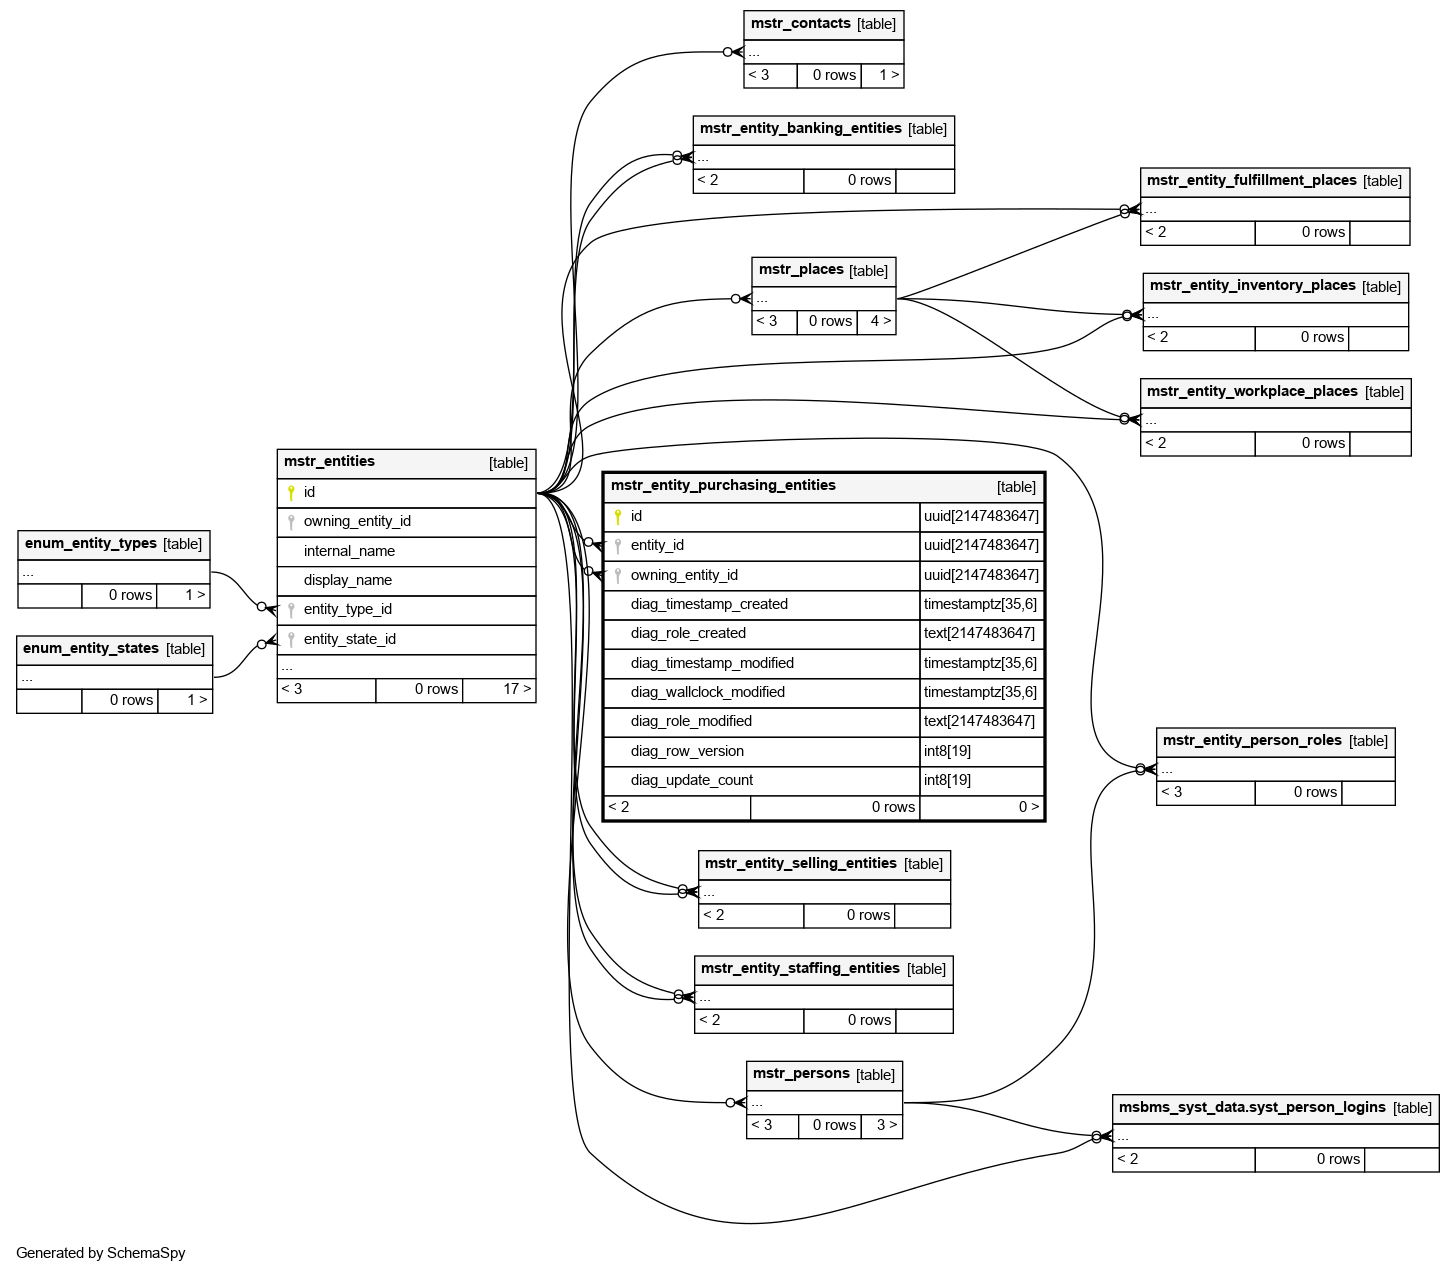 mstr_contacts [table]
...
< 3 0 rows 1 >
mstr_entity_banking_entities [table]
...
< 2 0 rows
mstr_entity_fulfillment_places [table]
...
< 2 0 rows
mstr_places [table]
...
< 3 0 rows 4 >
mstr_entity_inventory_places [table]
...
< 2 0 rows
mstr_entity_workplace_places [table]
...
< 2 0 rows
mstr_entities [table]
id
owning_entity_id
internal_name
display_name
entity_type_id
entity_state_id
...
< 3 0 rows 17 >
enum_entity_types [table]
...
0 rows 1 >
enum_entity_states [table]
...
0 rows 1 >
mstr_entity_purchasing_entities [table]
id uuid[2147483647]
entity_id uuid[2147483647]
owning_entity_id uuid[2147483647]
diag_timestamp_created timestamptz[35,6]
diag_role_created text[2147483647]
diag_timestamp_modified timestamptz[35,6]
diag_wallclock_modified timestamptz[35,6]
diag_role_modified text[2147483647]
diag_row_version int8[19]
diag_update_count int8[19]
< 2 0 rows 0 >
mstr_entity_person_roles [table]
...
< 3 0 rows
mstr_entity_selling_entities [table]
...
< 2 0 rows
mstr_entity_staffing_entities [table]
...
< 2 0 rows
mstr_persons [table]
...
< 3 0 rows 3 >
msbms_syst_data.syst_person_logins [table]
...
< 2 0 rows
Generated by SchemaSpy